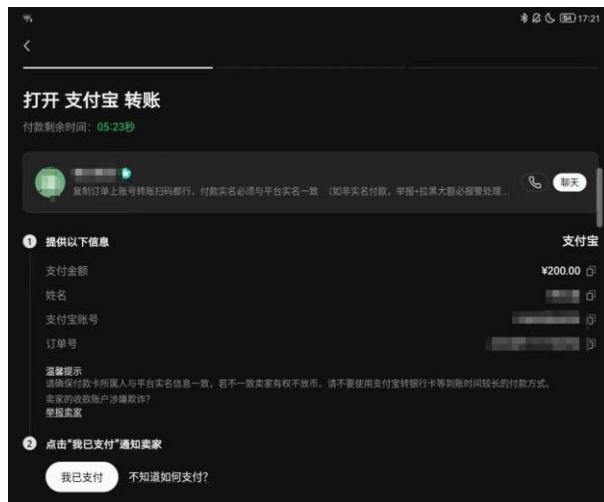 54 17:21
打开 支付宝 转账
付款剩余时间：05:23秒
复制订单上账号转账扫码都行，付款实名必须与平台实名一致 （如非实名付款，举报+拉黑大额必报警处理...
聊天
1 提供以下信息
支付宝
支付金额
¥200.00
姓名
支付宝账号
订单号
温馨提示
请确保付款卡所属人与平台实名信息一致，若不一致卖家有权不放币。请不要使用支付宝转银行卡等到账时间较长的付款方式。
卖家的收款账户涉嫌欺诈？
举报卖家
2 点击“我已支付”通知卖家
我已支付
不知道如何支付？